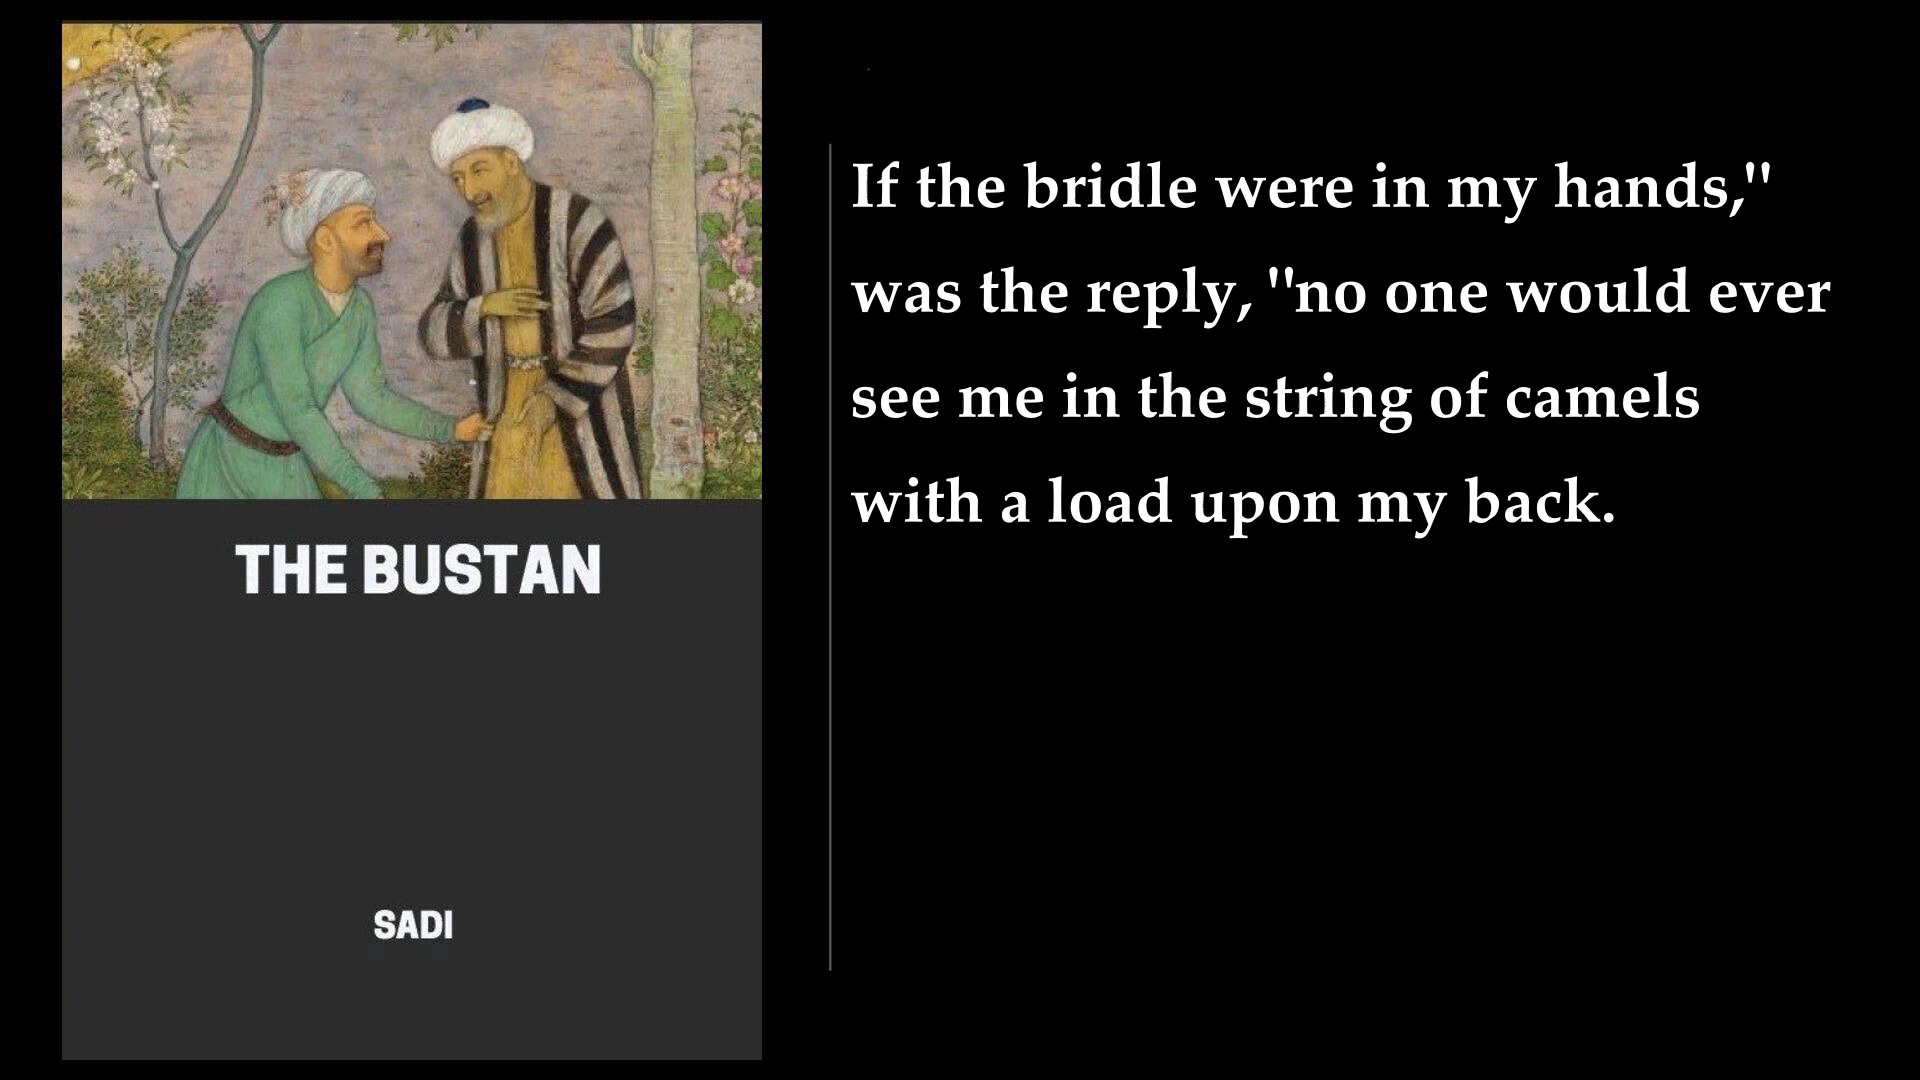 THE BUSTAN
SADI
If the bridle were in my hands,"
was the reply, "no one would ever
see me in the string of camels
with a load upon my back.